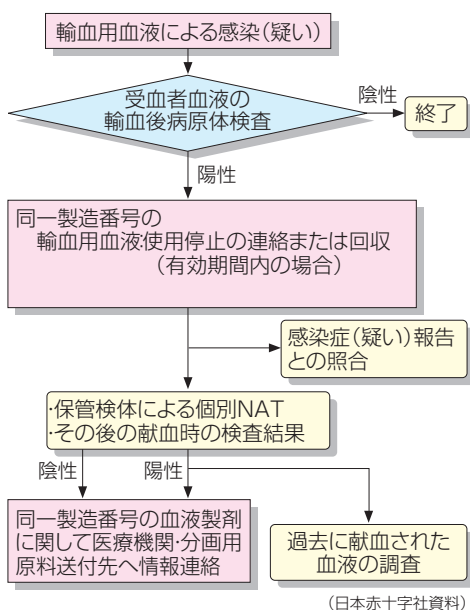 輸血用血液による感染(疑い)
受血者血液の
輸血後病原体検査
陰性
終了
陽性
同一製造番号の
輸血用血液:使用停止の連絡または回収
(有効期間内の場合)
感染症(疑い)報告
との照合
・保管検体による個別NAT
・その後の献血時の検査結果
陰性
陽性
同一製造番号の血液製剤
に関して医療機関・分画用
原料送付先へ情報連絡
過去に献血された
血液の調査
(日本赤十字社資料)